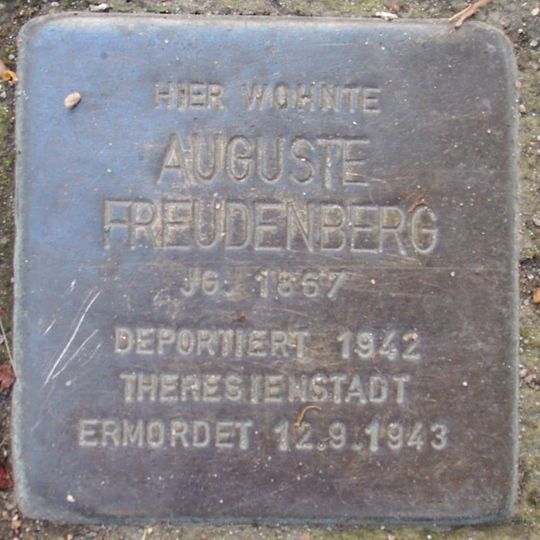 HIER WOHNTE
AUGUSTE
FREUDENBERG
JG. 1867
DEPORTIERT 1942
THERESIENSTADT
ERMORDET 12.9.1943